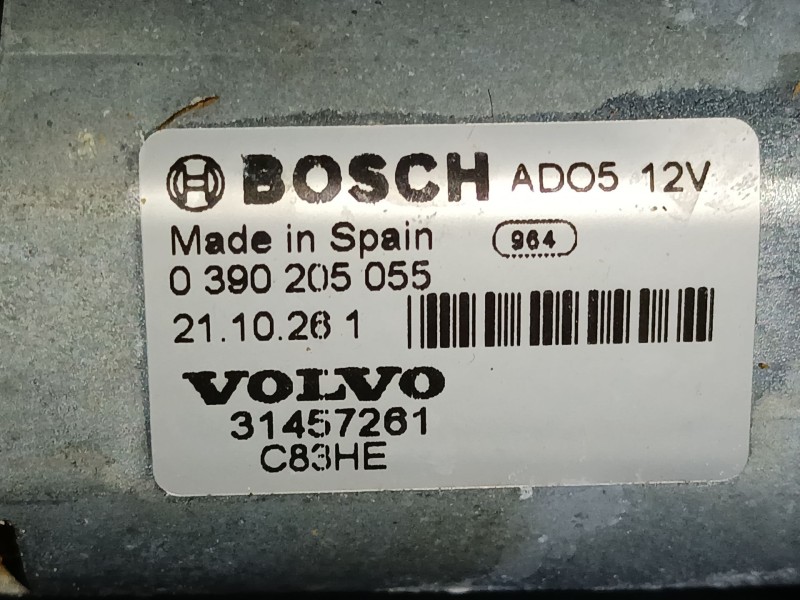 BOSCH ADO5 12V
Made in Spain 964
0 390 205 055
21.10.26 1
VOLVO
31457261
C83HE